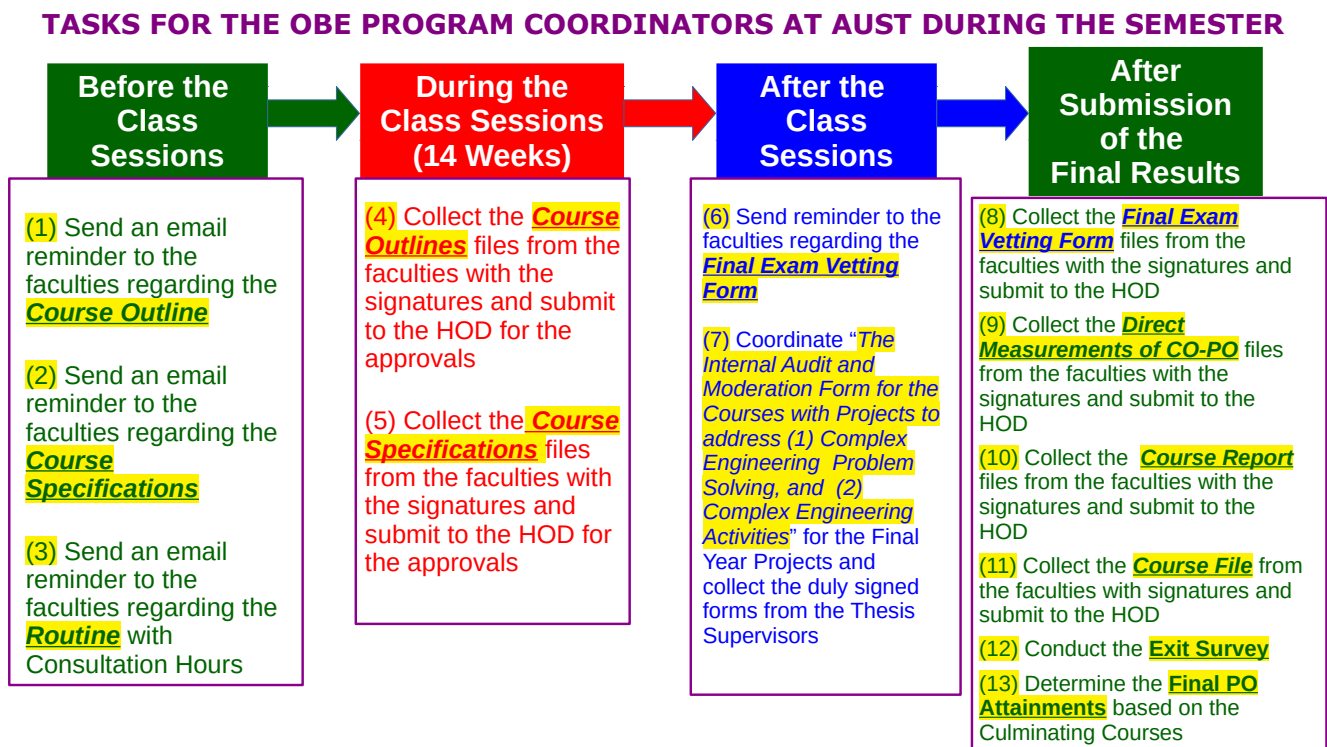 TASKS FOR THE OBE PROGRAM COORDINATORS AT AUST DURING THE SEMESTER
Before the
Class
Sessions
(1) Send an email
reminder to the
faculties regarding the
Course Outline
(2) Send an email
reminder to the
faculties regarding the
Course
Specifications
(3) Send an email
reminder to the
faculties regarding the
Routine with
Consultation Hours
During the
Class Sessions
(14 Weeks)
(4) Collect the Course
Outlines files from the
faculties with the
signatures and submit
to the HOD for the
approvals
(5) Collect the Course
Specifications files
from the faculties with
the signatures and
submit to the HOD for
the approvals
After the
Class
Sessions
(6) Send reminder to the
faculties regarding the
Final Exam Vetting
Form
(7) Coordinate “The
Internal Audit and
Moderation Form for the
Courses with Projects to
address (1) Complex
Engineering Problem
Solving, and (2)
Complex Engineering
Activities” for the Final
Year Projects and
collect the duly signed
forms from the Thesis
Supervisors
After
Submission
of the
Final Results
(8) Collect the Final Exam
Vetting Form files from the
faculties with the signatures and
submit to the HOD
(9) Collect the Direct
Measurements of CO-PO files
from the faculties with the
signatures and submit to the
HOD
(10) Collect the Course Report
files from the faculties with the
signatures and submit to the
HOD
(11) Collect the Course File from
the faculties with signatures and
submit to the HOD
(12) Conduct the Exit Survey
(13) Determine the Final PO
Attainments based on the
Culminating Courses